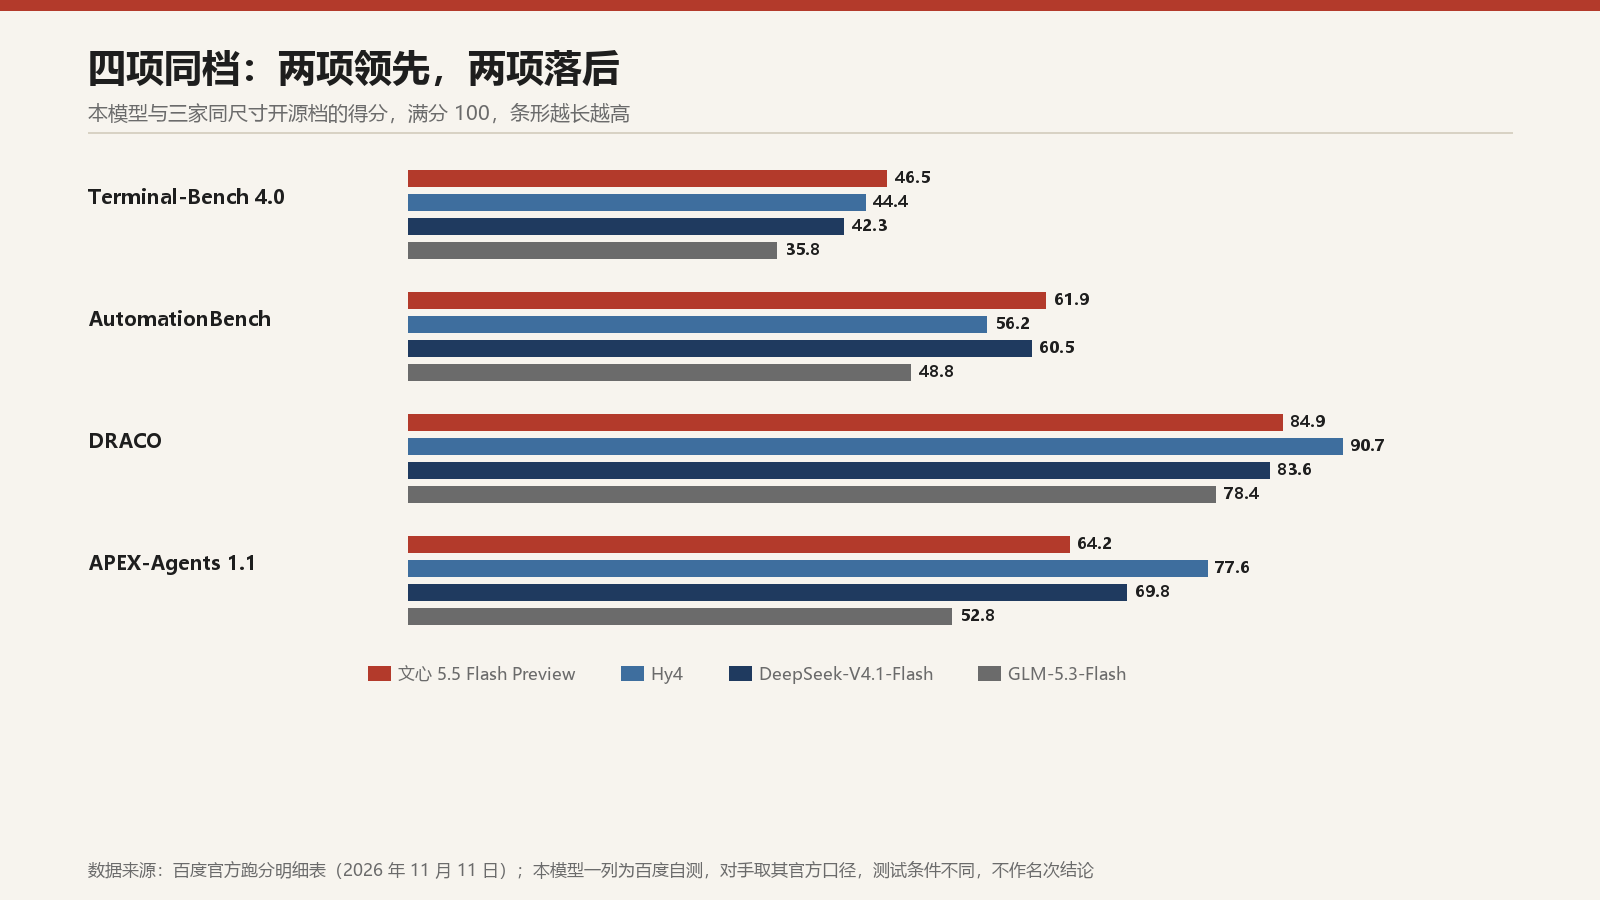 四项同档：两项领先，两项落后
本模型与三家同尺寸开源档的得分，满分 100，条形越长越高
Terminal-Bench 4.0
46.5
44.4
42.3
35.8
AutomationBench
61.9
56.2
60.5
48.8
DRACO
84.9
90.7
83.6
78.4
APEX-Agents 1.1
64.2
77.6
69.8
52.8
文心 5.5 Flash Preview
Hy4
DeepSeek-V4.1-Flash
GLM-5.3-Flash
数据来源：百度官方跑分明细表（2026 年 11 月 11 日）；本模型一列为百度自测，对手取其官方口径，测试条件不同，不作名次结论